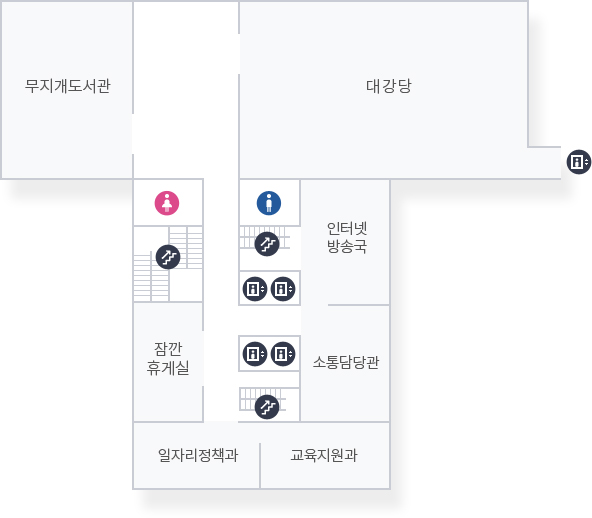 무지개도서관
대강당
인터넷
방송국
잠깐
휴게실
소통담당관
일자리정책과
교육지원과